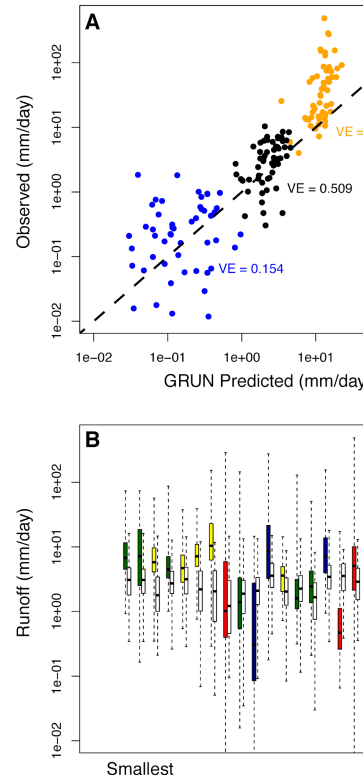 A
1e+02
1e+01
1e+00
1e-01
1e-02
Observed (mm/day)
VE =
VE = 0.509
VE = 0.154
1e-02 1e-01 1e+00 1e+01
GRUN Predicted (mm/day
B
1e+02
1e+01
1e+00
1e-01
1e-02
Runoff (mm/day)
Smallest